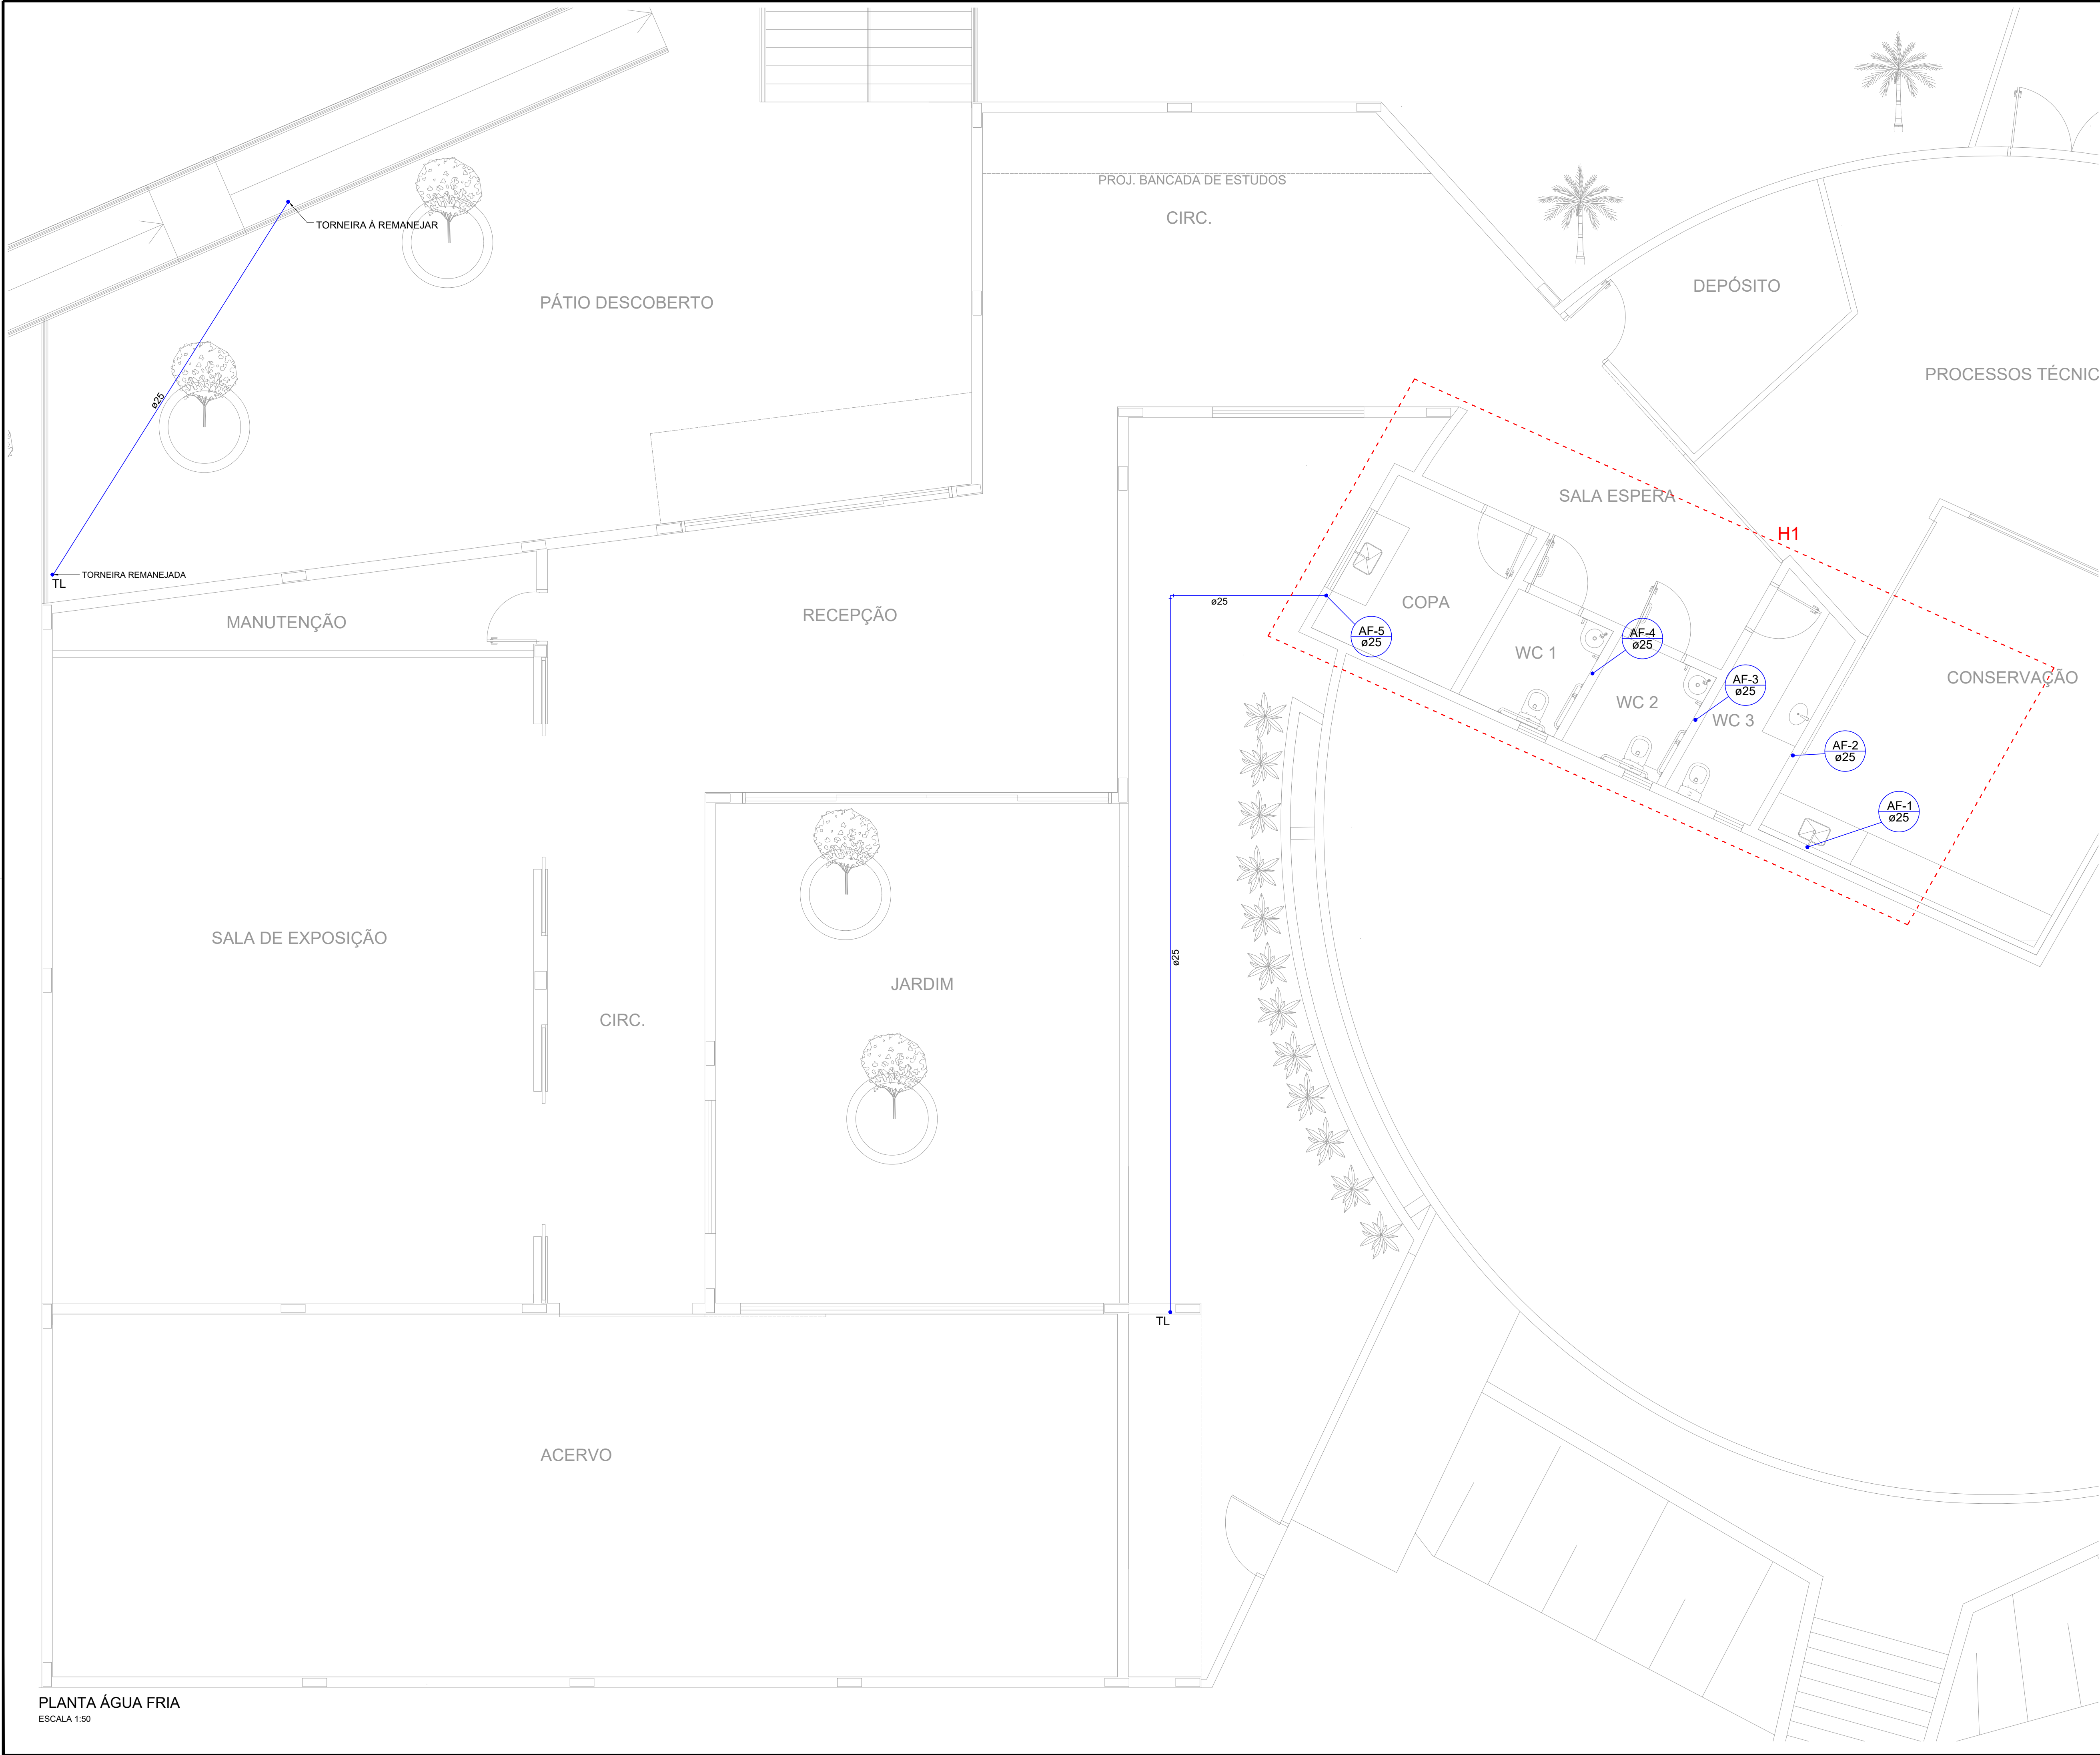 PROJ. BANCADA DE ESTUDOS
CIRC.
TORNEIRA À REMANEJAR
PÁTIO DESCOBERTO
DEPÓSITO
PROCESSOS TÉCNIC
ø25
SALA ESPERA
H1
TORNEIRA REMANEJADA
TL
MANUTENÇÃO
RECEPÇÃO
ø25
COPA
AF-5
ø25
AF-4
ø25
WC 1
AF-3
ø25
CONSERVAÇÃO
WC 2
WC 3
AF-2
ø25
AF-1
ø25
SALA DE EXPOSIÇÃO
ø25
JARDIM
CIRC.
TL
ACERVO
PLANTA ÁGUA FRIA
ESCALA 1:50